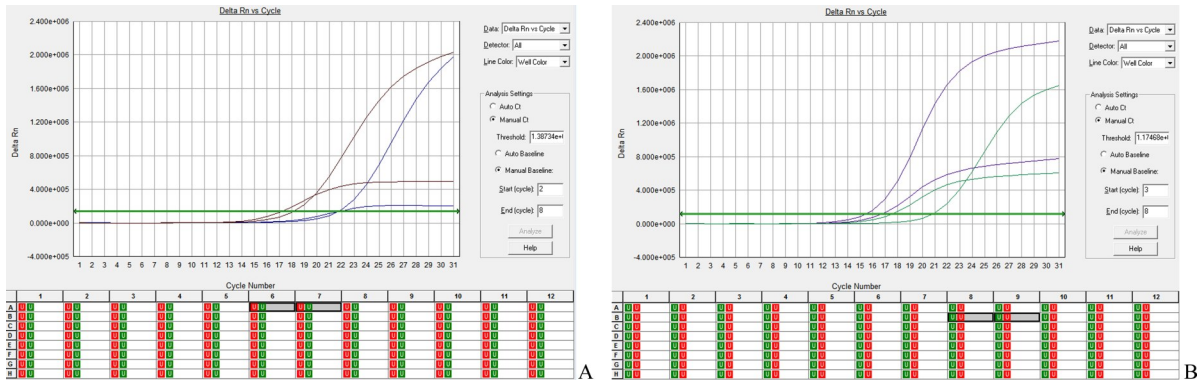 Delta Rn vs Cycle
2.400e+006
2.000e+006
1.600e+006
1.200e+006
8.000e+005
4.000e+005
0.000
-4.000e+005
Delta Rn
1 2 3 4 5 6 7 8 9 10 11 12 13 14 15 16 17 18 19 20 21 22 23 24 25 26 27 28 29 30 31
Cycle Number
Data: Delta Rn vs Cycle
Detector: All
Line Color: Well Color
Analysis Settings
Auto Ct
Manual Ct
Threshold: 1.38734e+
Auto Baseline
Manual Baseline:
Start (cycle): 2
End (cycle): 8
Analyze
Help
1 2 3 4 5 6 7 8 9 10 11 12
A U U U U U U U U U U U U U U U U U U U U U U U U
B U U U U U U U U U U U U U U U U U U U U U U U U
C U U U U U U U U U U U U U U U U U U U U U U U U
D U U U U U U U U U U U U U U U U U U U U U U U U
E U U U U U U U U U U U U U U U U U U U U U U U U
F U U U U U U U U U U U U U U U U U U U U U U U U
G U U U U U U U U U U U U U U U U U U U U U U U U
H U U U U U U U U U U U U U U U U U U U U U U U U
A
Delta Rn vs Cycle
2.400e+006
2.000e+006
1.600e+006
1.200e+006
8.000e+005
4.000e+005
0.000
-4.000e+005
Delta Rn
1 2 3 4 5 6 7 8 9 10 11 12 13 14 15 16 17 18 19 20 21 22 23 24 25 26 27 28 29 30 31
Cycle Number
Data: Delta Rn vs Cycle
Detector: All
Line Color: Well Color
Analysis Settings
Auto Ct
Manual Ct
Threshold: 1.17468e+
Auto Baseline
Manual Baseline:
Start (cycle): 3
End (cycle): 8
Analyze
Help
1 2 3 4 5 6 7 8 9 10 11 12
A U U U U U U U U U U U U U U U U U U U U U U U U
B U U U U U U U U U U U U U U U U U U U U U U U U
C U U U U U U U U U U U U U U U U U U U U U U U U
D U U U U U U U U U U U U U U U U U U U U U U U U
E U U U U U U U U U U U U U U U U U U U U U U U U
F U U U U U U U U U U U U U U U U U U U U U U U U
G U U U U U U U U U U U U U U U U U U U U U U U U
H U U U U U U U U U U U U U U U U U U U U U U U U
B